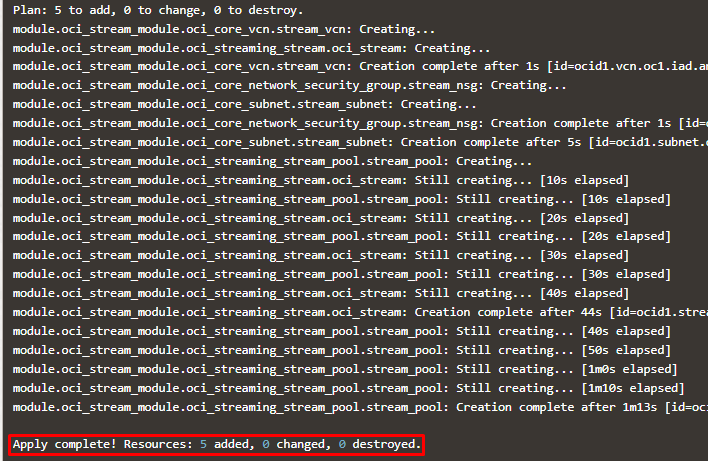 Plan: 5 to add, 0 to change, 0 to destroy.
module.oci_stream_module.oci_core_vcn.stream_vcn: Creating...
module.oci_stream_module.oci_streaming_stream.oci_stream: Creating...
module.oci_stream_module.oci_core_vcn.stream_vcn: Creation complete after 1s [id=ocid1.vcn.oc1.iad.am
module.oci_stream_module.oci_core_network_security_group.stream_nsg: Creating...
module.oci_stream_module.oci_core_subnet.stream_subnet: Creating...
module.oci_stream_module.oci_core_network_security_group.stream_nsg: Creation complete after 1s [id=o
module.oci_stream_module.oci_core_subnet.stream_subnet: Creation complete after 5s [id=ocid1.subnet.o
module.oci_stream_module.oci_streaming_stream_pool.stream_pool: Creating...
module.oci_stream_module.oci_streaming_stream.oci_stream: Still creating... [10s elapsed]
module.oci_stream_module.oci_streaming_stream_pool.stream_pool: Still creating... [10s elapsed]
module.oci_stream_module.oci_streaming_stream.oci_stream: Still creating... [20s elapsed]
module.oci_stream_module.oci_streaming_stream_pool.stream_pool: Still creating... [20s elapsed]
module.oci_stream_module.oci_streaming_stream.oci_stream: Still creating... [30s elapsed]
module.oci_stream_module.oci_streaming_stream_pool.stream_pool: Still creating... [30s elapsed]
module.oci_stream_module.oci_streaming_stream.oci_stream: Still creating... [40s elapsed]
module.oci_stream_module.oci_streaming_stream.oci_stream: Creation complete after 44s [id=ocid1.strea
module.oci_stream_module.oci_streaming_stream_pool.stream_pool: Still creating... [40s elapsed]
module.oci_stream_module.oci_streaming_stream_pool.stream_pool: Still creating... [50s elapsed]
module.oci_stream_module.oci_streaming_stream_pool.stream_pool: Still creating... [1m0s elapsed]
module.oci_stream_module.oci_streaming_stream_pool.stream_pool: Still creating... [1m10s elapsed]
module.oci_stream_module.oci_streaming_stream_pool.stream_pool: Creation complete after 1m13s [id=oci
Apply complete! Resources: 5 added, 0 changed, 0 destroyed.